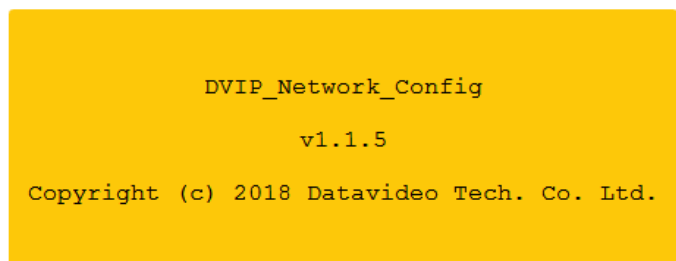 DVIP_Network_Config
v1.1.5
Copyright (c) 2018 Datavideo Tech. Co. Ltd.